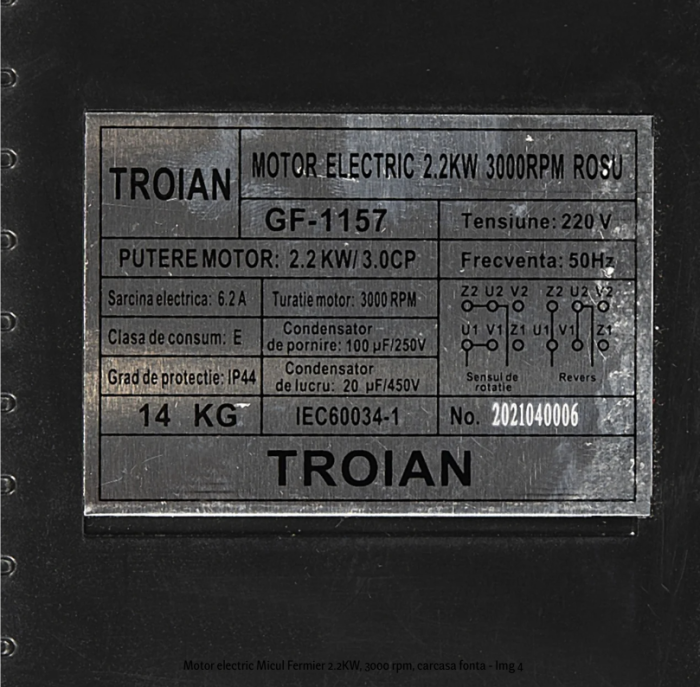 TROIAN
MOTOR ELECTRIC 2.2KW 3000RPM ROSU
GF-1157
Tensiune: 220 V
PUTERE MOTOR: 2.2 KW/ 3.0CP
Frecventa: 50Hz
Sarcina electrica: 6.2 A
Turatie motor: 3000 RPM
Z2 U2 V2 Z2 U2 V2
Clasa de consum: E
Condensator
de pornire: 100 µF/250V
U1 V1 Z1 U1 V1 Z1
Grad de protectie: IP44
Condensator
de lucru: 20 µF/450V
Sensul de
rotatie
Revers
14 KG
IEC60034-1
No. 2021040006
TROIAN
Motor electric Micul Fermier 2.2KW, 3000 rpm, carcasa fonta - Img 4